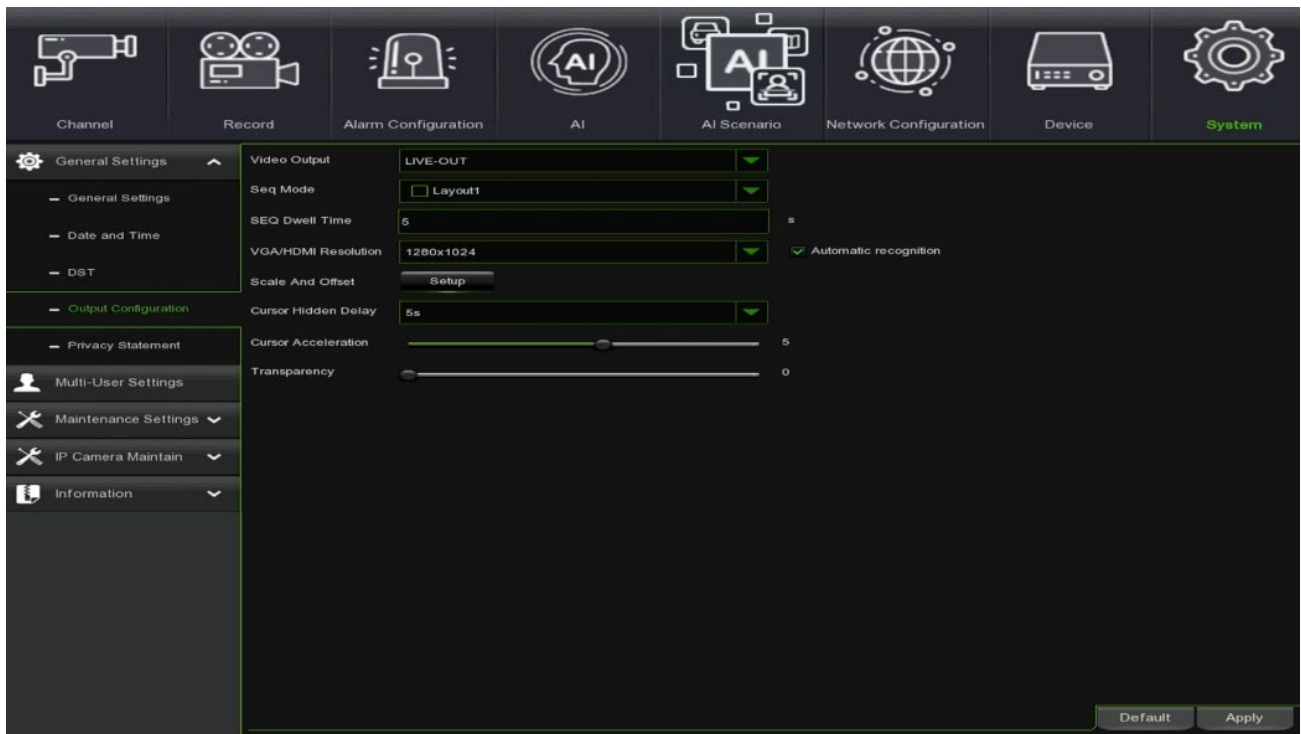 AI
AI
Channel
Record
Alarm Configuration
AI
AI Scenario
Network Configuration
Device
System
General Settings
General Settings
Date and Time
DST
Output Configuration
Privacy Statement
Multi-User Settings
Maintenance Settings
IP Camera Maintain
Information
Video Output LIVE-OUT
Seq Mode Layout1
SEQ Dwell Time 5 s
VGA/HDMI Resolution 1280x1024 Automatic recognition
Scale And Offset Setup
Cursor Hidden Delay 5s
Cursor Acceleration 5
Transparency 0
Default Apply